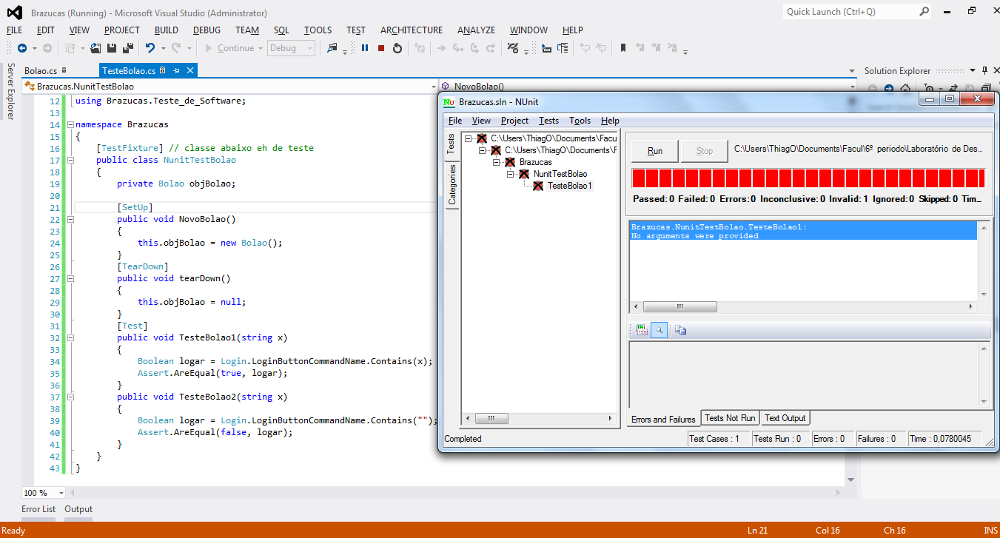 Brazucas (Running) - Microsoft Visual Studio (Administrator)
Quick Launch (Ctrl+Q)
FILE EDIT VIEW PROJECT BUILD DEBUG TEAM SQL TOOLS TEST ARCHITECTURE ANALYZE WINDOW HELP
Continue Debug
Server Explorer
Bolao.cs TesteBolao.cs
Solution Explorer
Brazucas.NunitTestBolao NovoBolao()
12 using Brazucas.Teste_de_Software;
13
14 namespace Brazucas
15 {
16 [TestFixture] // classe abaixo eh de teste
17 public class NunitTestBolao
18 {
19 private Bolao objBolao;
20
21 [SetUp]
22 public void NovoBolao()
23 {
24 this.objBolao = new Bolao();
25 }
26 [TearDown]
27 public void tearDown()
28 {
29 this.objBolao = null;
30 }
31 [Test]
32 public void TesteBolao1(string x)
33 {
34 Boolean logar = Login.LoginButtonCommandName.Contains(x);
35 Assert.AreEqual(true, logar);
36 }
37 public void TesteBolao2(string x)
38 {
39 Boolean logar = Login.LoginButtonCommandName.Contains("");
40 Assert.AreEqual(false, logar);
41 }
42 }
43 }
100 %
Error List Output
Ready Ln 21 Col 16 Ch 16 INS
Brazucas.sln - NUnit
File View Project Tests Tools Help
Tests
Categories
C:\Users\ThiagO\Documents\Facu
C:\Users\ThiagO\Documents\F
Brazucas
NunitTestBolao
TesteBolao1
Run Stop C:\Users\ThiagO\Documents\Facul\6º periodo\Laboratório de Des...
Passed: 0 Failed: 0 Errors: 0 Inconclusive: 0 Invalid: 1 Ignored: 0 Skipped: 0 Tim...
Brazucas.NunitTestBolao.TesteBolao1:
No arguments were provided
Errors and Failures Tests Not Run Text Output
Completed Test Cases : 1 Tests Run : 0 Errors : 0 Failures : 0 Time : 0,0780045